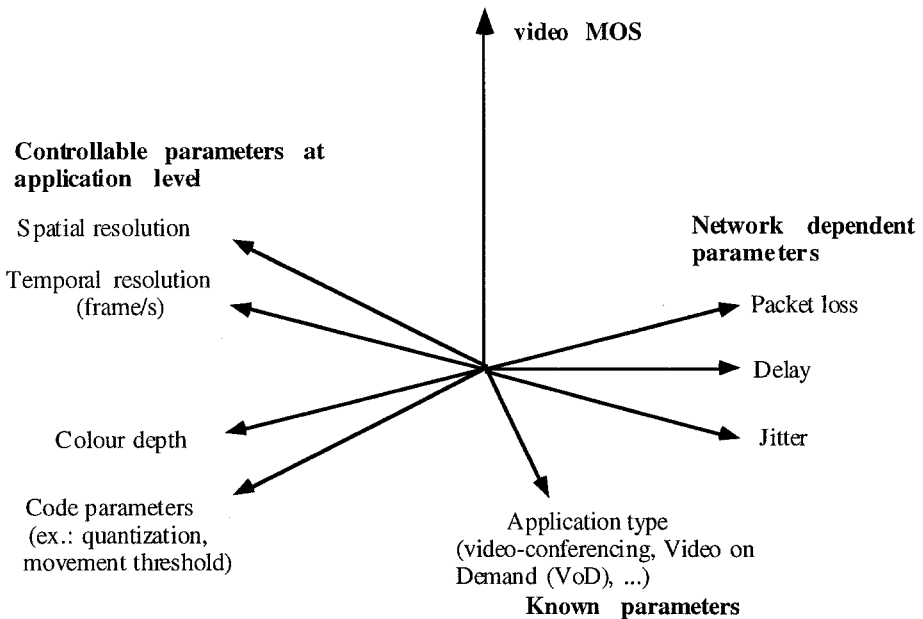 video MOS
Controllable parameters at
application level
Spatial resolution
Temporal resolution
(frame/s)
Colour depth
Code parameters
(ex.: quantization,
movement threshold)
Network dependent
parameters
Packet loss
Delay
Jitter
Application type
(video-conferencing, Video on
Demand (VoD), ...)
Known parameters